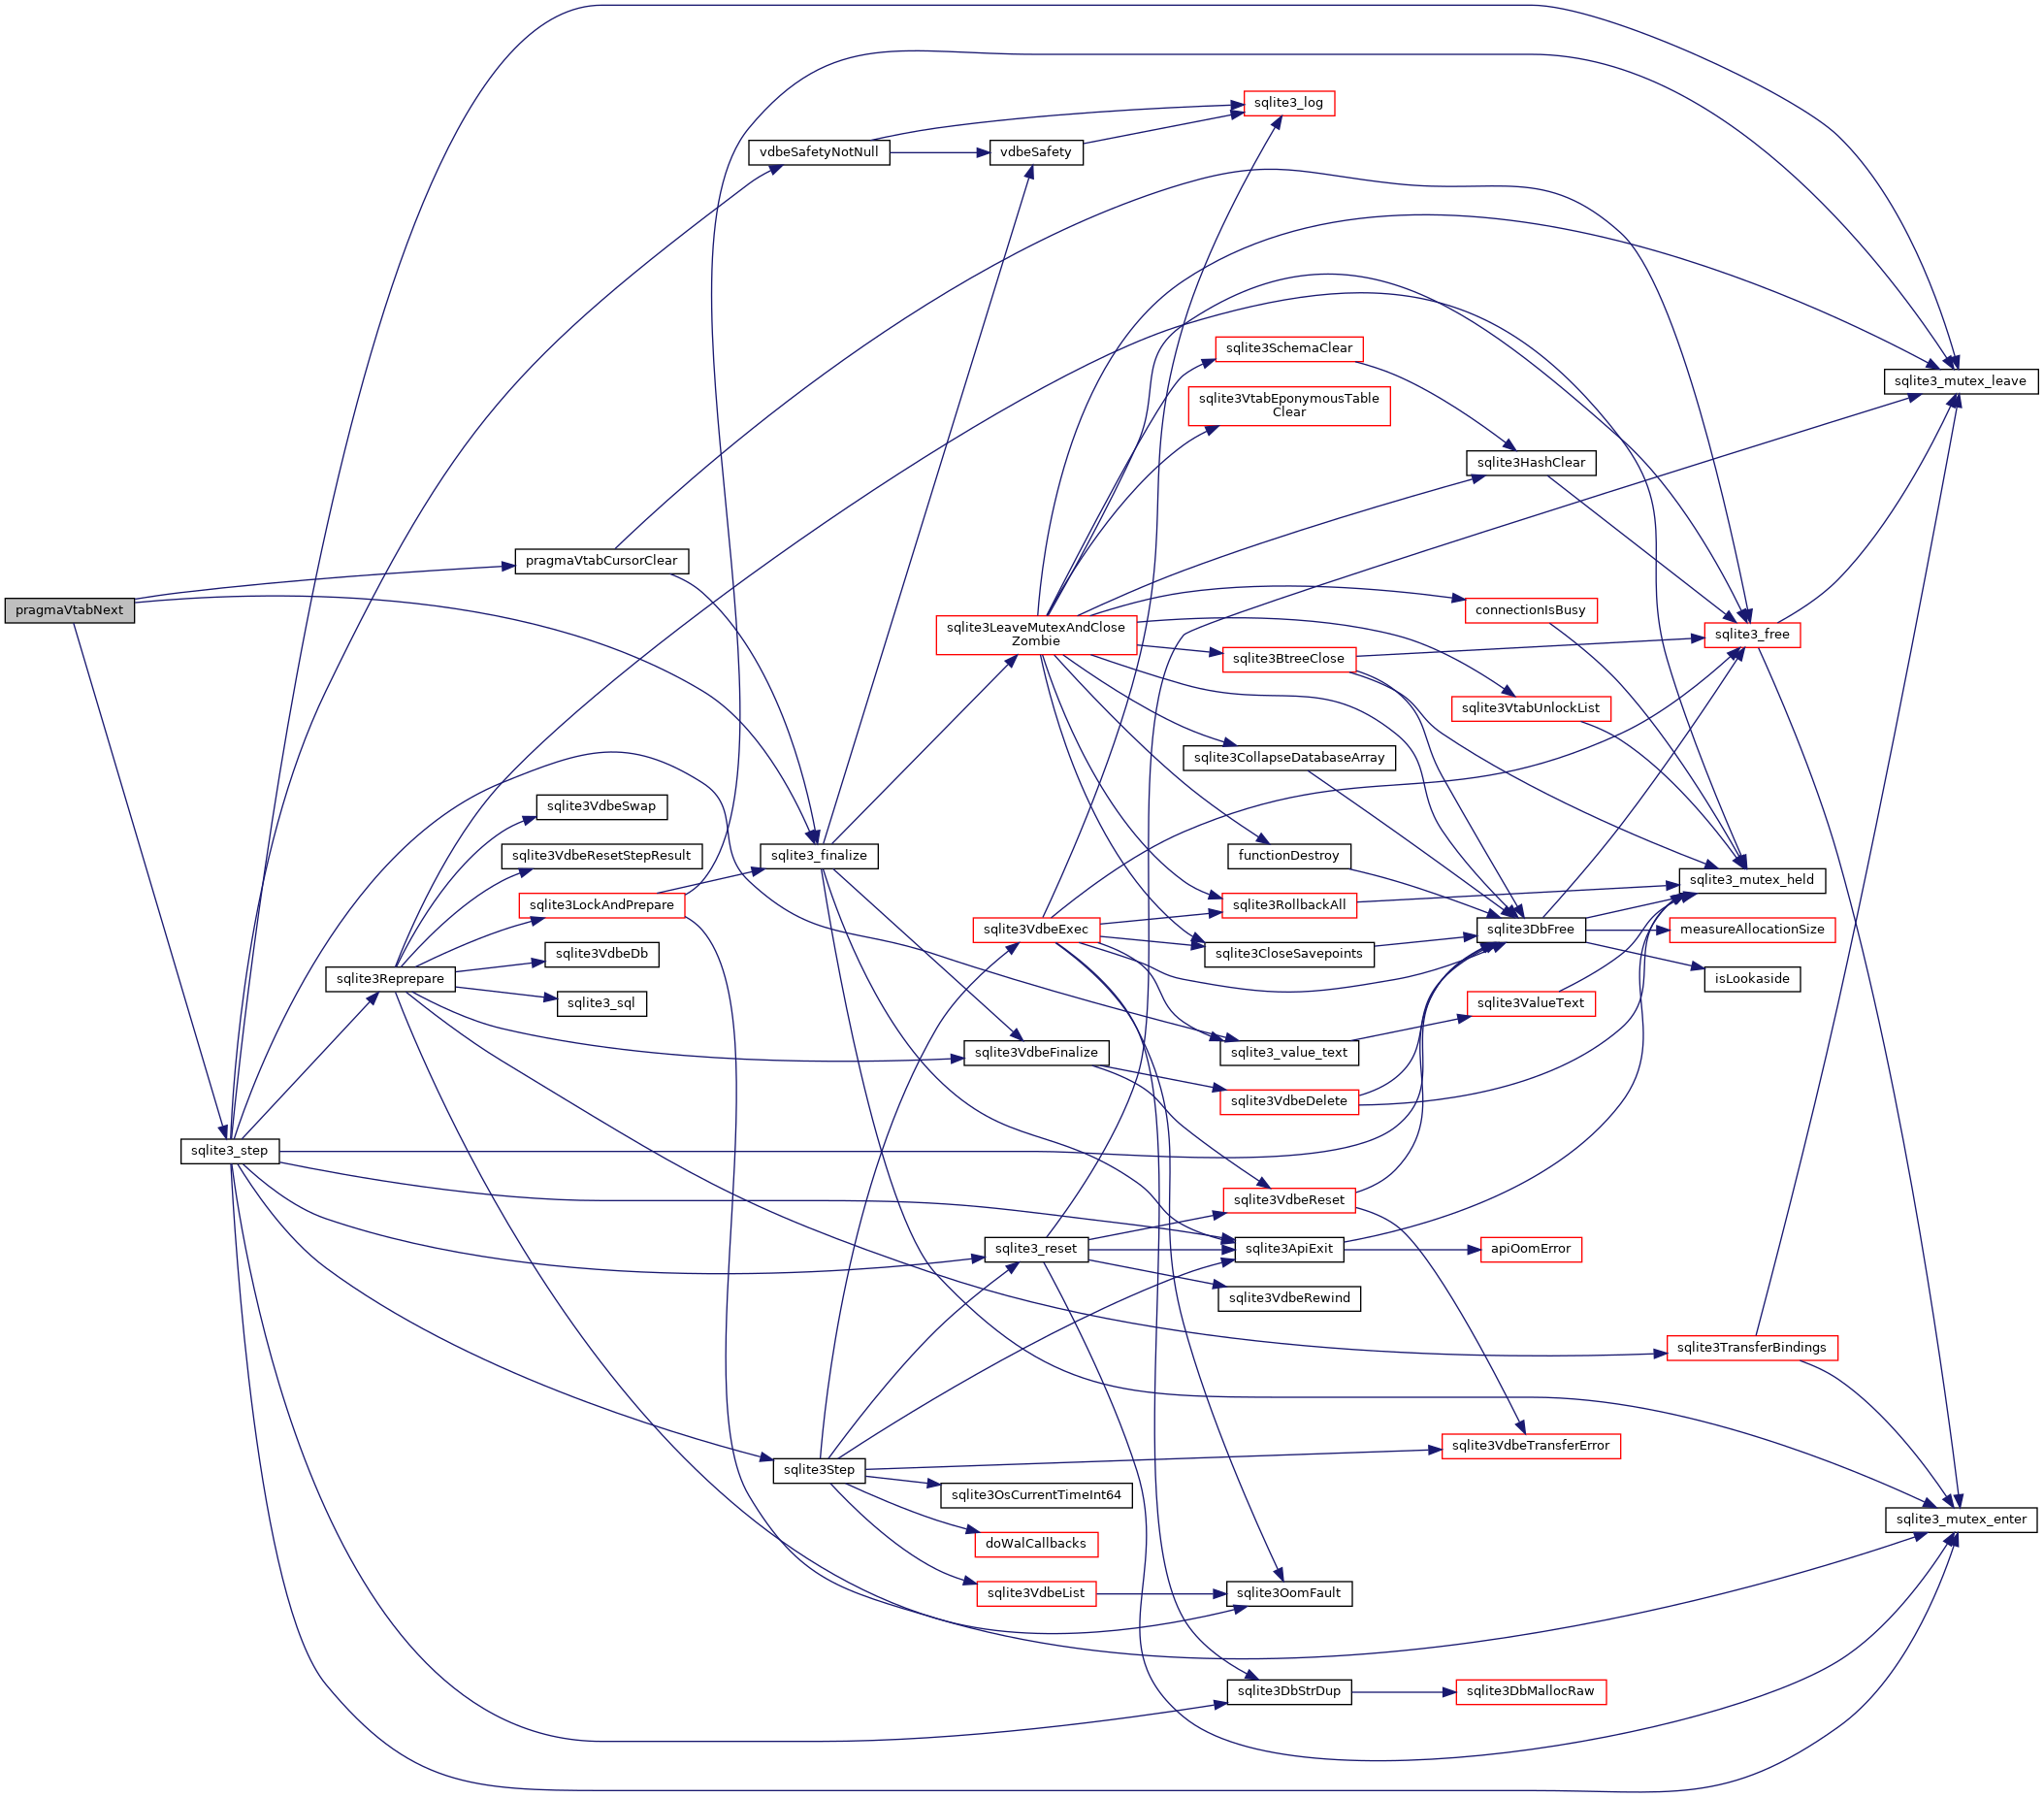 sqlite3_log
vdbeSafetyNotNull
vdbeSafety
sqlite3SchemaClear
sqlite3_mutex_leave
sqlite3VtabEponymousTable
Clear
sqlite3HashClear
pragmaVtabCursorClear
pragmaVtabNext
connectionIsBusy
sqlite3LeaveMutexAndClose
Zombie
sqlite3_free
sqlite3BtreeClose
sqlite3VtabUnlockList
sqlite3CollapseDatabaseArray
sqlite3VdbeSwap
sqlite3VdbeResetStepResult
sqlite3_finalize
functionDestroy
sqlite3_mutex_held
sqlite3LockAndPrepare
sqlite3RollbackAll
sqlite3VdbeExec
sqlite3DbFree
measureAllocationSize
sqlite3VdbeDb
sqlite3CloseSavepoints
sqlite3Reprepare
isLookaside
sqlite3_sql
sqlite3ValueText
sqlite3VdbeFinalize
sqlite3_value_text
sqlite3VdbeDelete
sqlite3_step
sqlite3VdbeReset
sqlite3_reset
sqlite3ApiExit
apiOomError
sqlite3VdbeRewind
sqlite3TransferBindings
sqlite3VdbeTransferError
sqlite3Step
sqlite3OsCurrentTimeInt64
sqlite3_mutex_enter
doWalCallbacks
sqlite3VdbeList
sqlite3OomFault
sqlite3DbStrDup
sqlite3DbMallocRaw